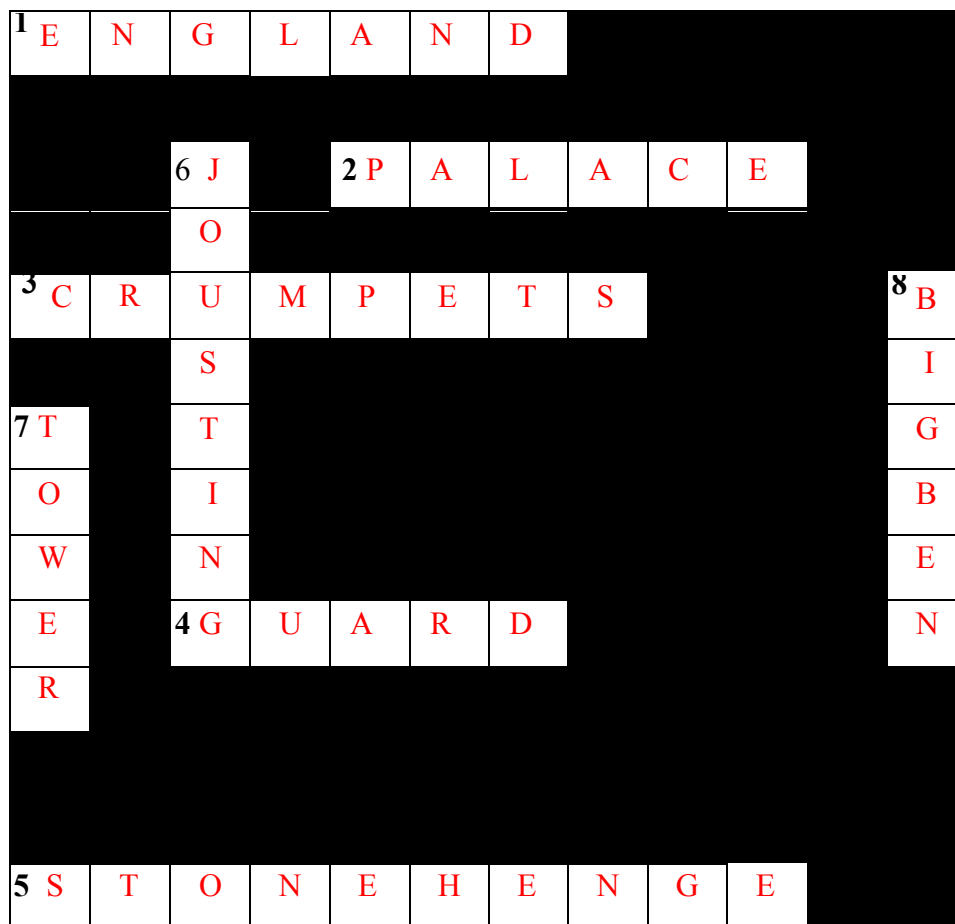 1 E N G L A N D
6 J 2 P A L A C E
O
3 C R U M P E T S 8 B
S I
7 T T G
O I B
W N E
E 4 G U A R D N
R
5 S T O N E H E N G E